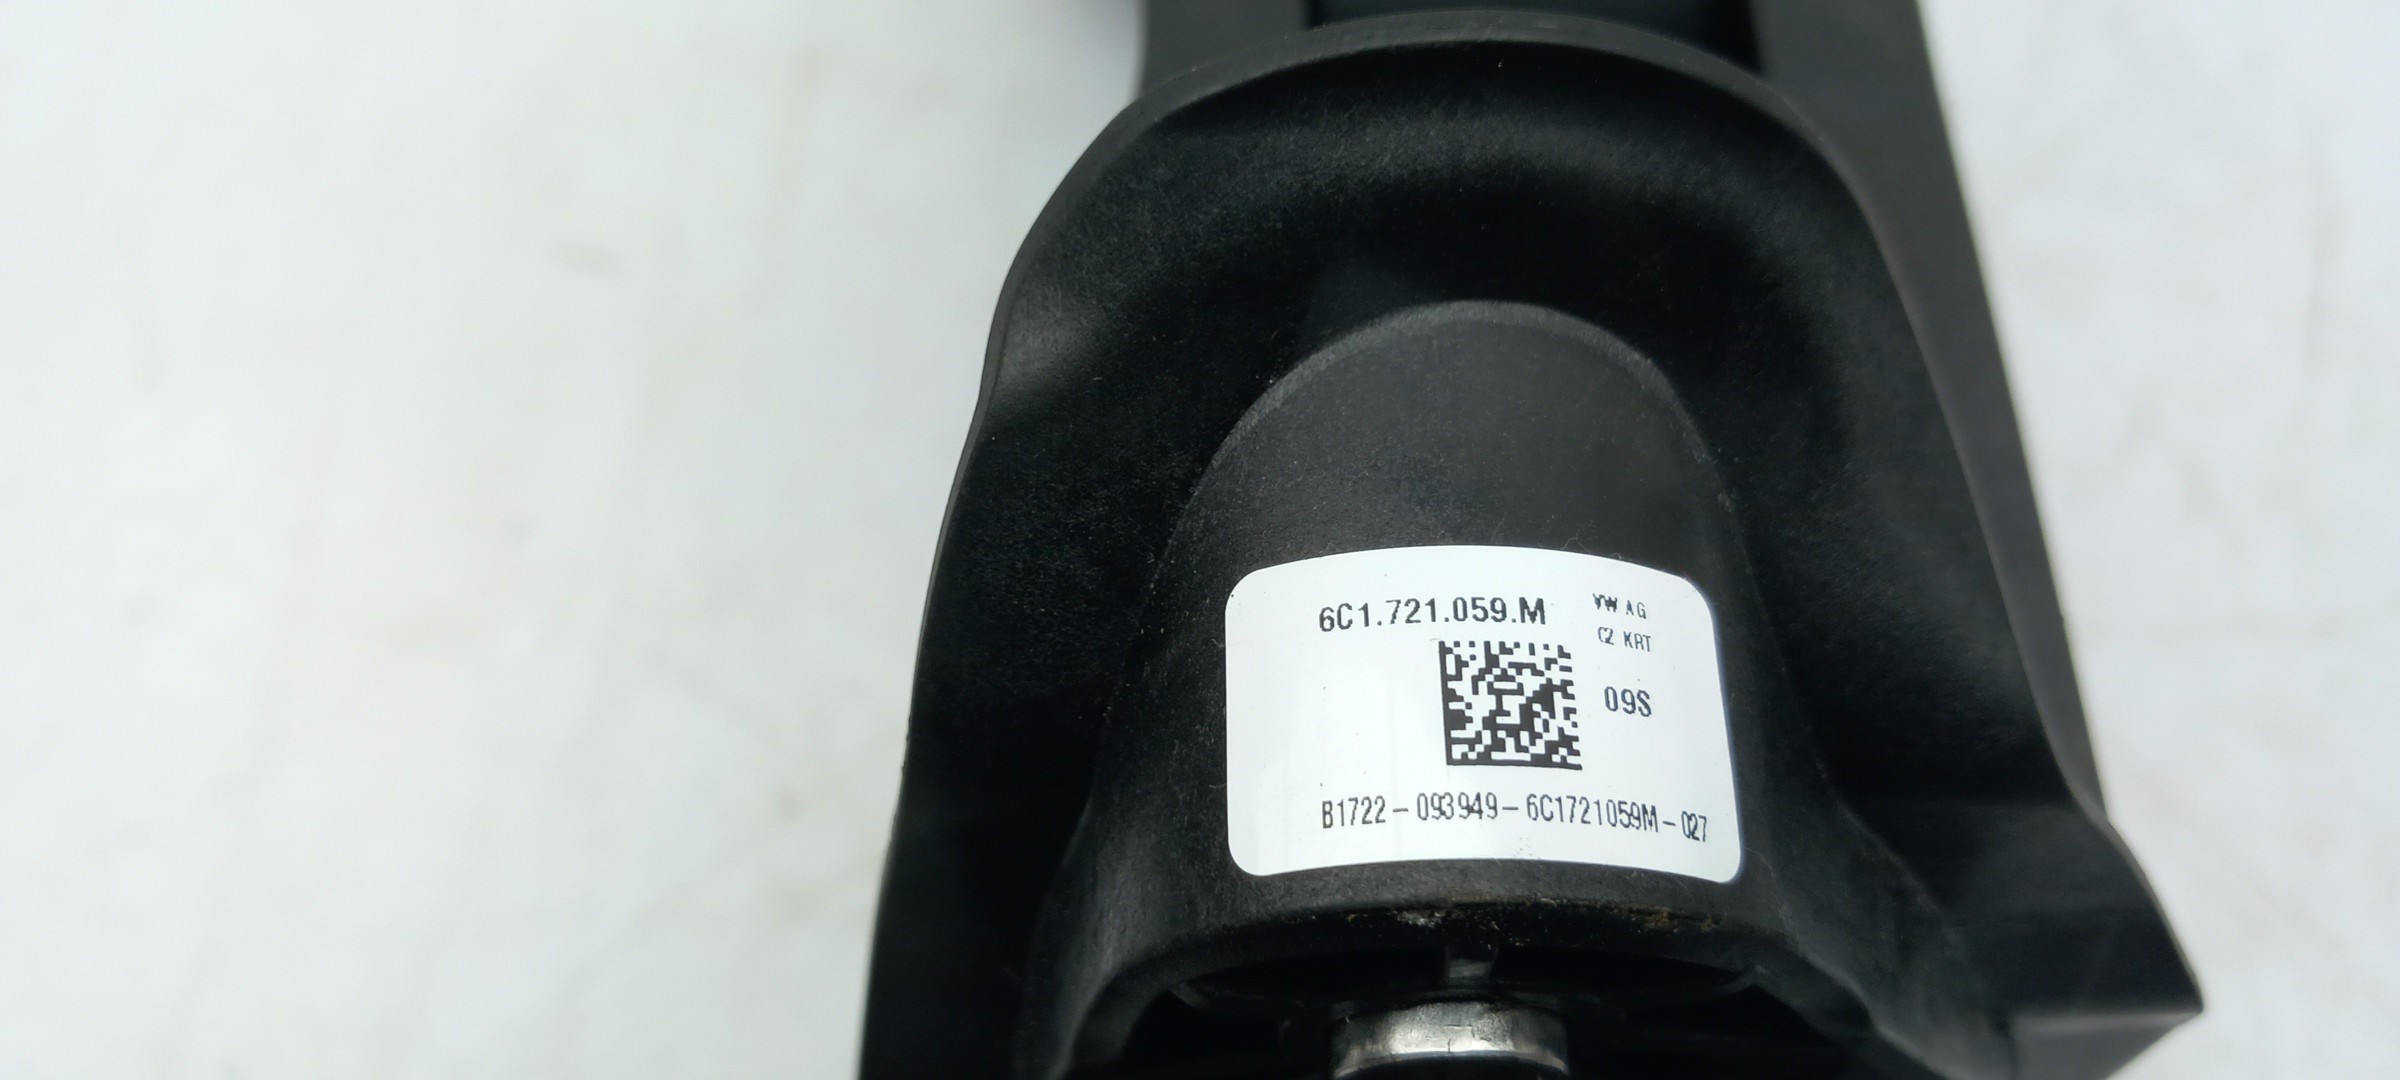 6C1.721.059.M
VW AG
C2 KRT
09S
B1722-093949-6C1721059M-027